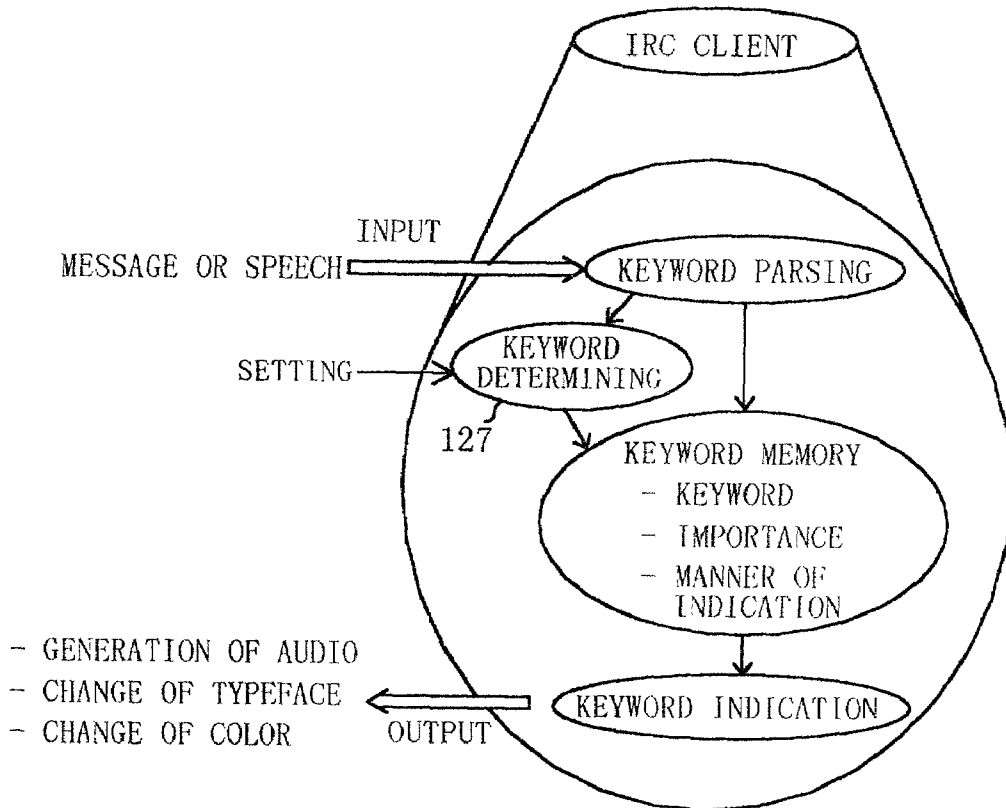 IRC CLIENT
INPUT
MESSAGE OR SPEECH
KEYWORD PARSING
KEYWORD
DETERMINING
SETTING
127
KEYWORD MEMORY
- KEYWORD
- IMPORTANCE
- MANNER OF
INDICATION
- GENERATION OF AUDIO
- CHANGE OF TYPEFACE
- CHANGE OF COLOR
OUTPUT
KEYWORD INDICATION